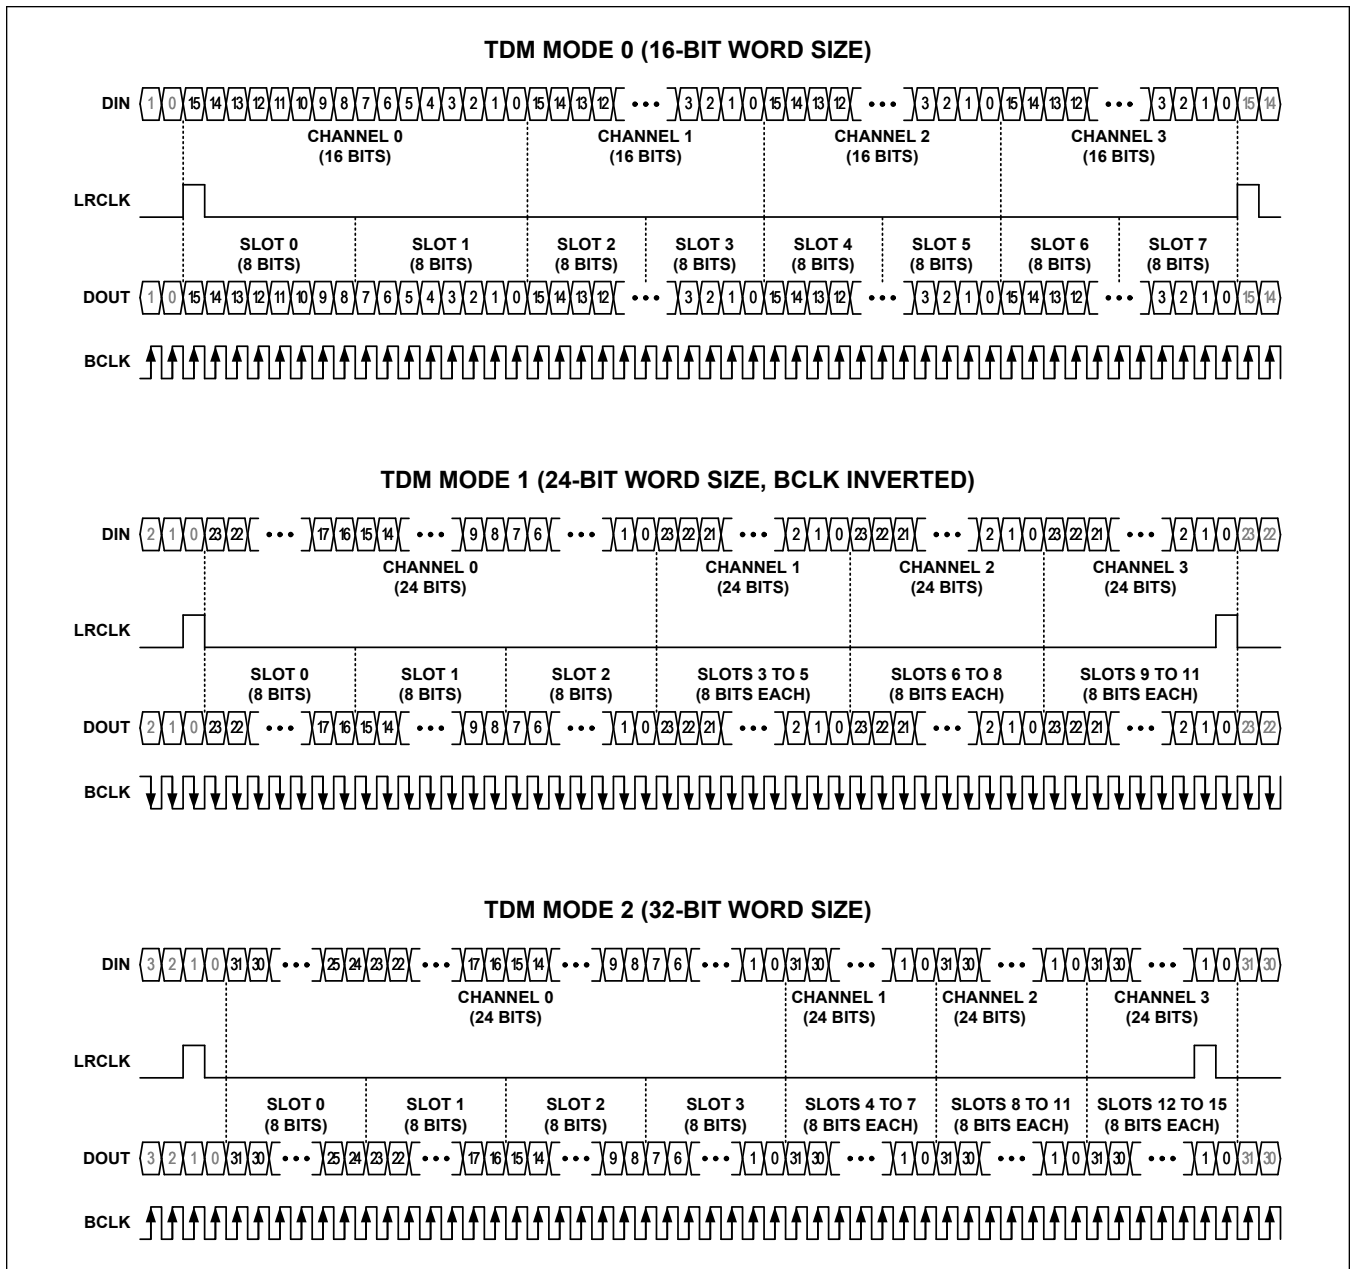 TDM MODE 0 (16-BIT WORD SIZE)
DIN 1 0 15 14 13 12 11 10 9 8 7 6 5 4 3 2 1 0 15 14 13 12 ••• 3 2 1 0 15 14 13 12 ••• 3 2 1 0 15 14 13 12 ••• 3 2 1 0 15 14
CHANNEL 0 CHANNEL 1 CHANNEL 2 CHANNEL 3
(16 BITS) (16 BITS) (16 BITS) (16 BITS)
LRCLK
SLOT 0 SLOT 1 SLOT 2 SLOT 3 SLOT 4 SLOT 5 SLOT 6 SLOT 7
(8 BITS) (8 BITS) (8 BITS) (8 BITS) (8 BITS) (8 BITS) (8 BITS) (8 BITS)
DOUT 1 0 15 14 13 12 11 10 9 8 7 6 5 4 3 2 1 0 15 14 13 12 ••• 3 2 1 0 15 14 13 12 ••• 3 2 1 0 15 14 13 12 ••• 3 2 1 0 15 14
BCLK
TDM MODE 1 (24-BIT WORD SIZE, BCLK INVERTED)
DIN 2 1 0 23 22 ••• 17 16 15 14 ••• 9 8 7 6 ••• 1 0 23 22 21 ••• 2 1 0 23 22 21 ••• 2 1 0 23 22 21 ••• 2 1 0 23 22
CHANNEL 0 CHANNEL 1 CHANNEL 2 CHANNEL 3
(24 BITS) (24 BITS) (24 BITS) (24 BITS)
LRCLK
SLOT 0 SLOT 1 SLOT 2 SLOTS 3 TO 5 SLOTS 6 TO 8 SLOTS 9 TO 11
(8 BITS) (8 BITS) (8 BITS) (8 BITS EACH) (8 BITS EACH) (8 BITS EACH)
DOUT 2 1 0 23 22 ••• 17 16 15 14 ••• 9 8 7 6 ••• 1 0 23 22 21 ••• 2 1 0 23 22 21 ••• 2 1 0 23 22 21 ••• 2 1 0 23 22
BCLK
TDM MODE 2 (32-BIT WORD SIZE)
DIN 3 2 1 0 31 30 ••• 25 24 23 22 ••• 17 16 15 14 ••• 9 8 7 6 ••• 1 0 31 30 ••• 1 0 31 30 ••• 1 0 31 30 ••• 1 0 31 30
CHANNEL 0 CHANNEL 1 CHANNEL 2 CHANNEL 3
(24 BITS) (24 BITS) (24 BITS) (24 BITS)
LRCLK
SLOT 0 SLOT 1 SLOT 2 SLOT 3 SLOTS 4 TO 7 SLOTS 8 TO 11 SLOTS 12 TO 15
(8 BITS) (8 BITS) (8 BITS) (8 BITS) (8 BITS EACH) (8 BITS EACH) (8 BITS EACH)
DOUT 3 2 1 0 31 30 ••• 25 24 23 22 ••• 17 16 15 14 ••• 9 8 7 6 ••• 1 0 31 30 ••• 1 0 31 30 ••• 1 0 31 30 ••• 1 0 31 30
BCLK